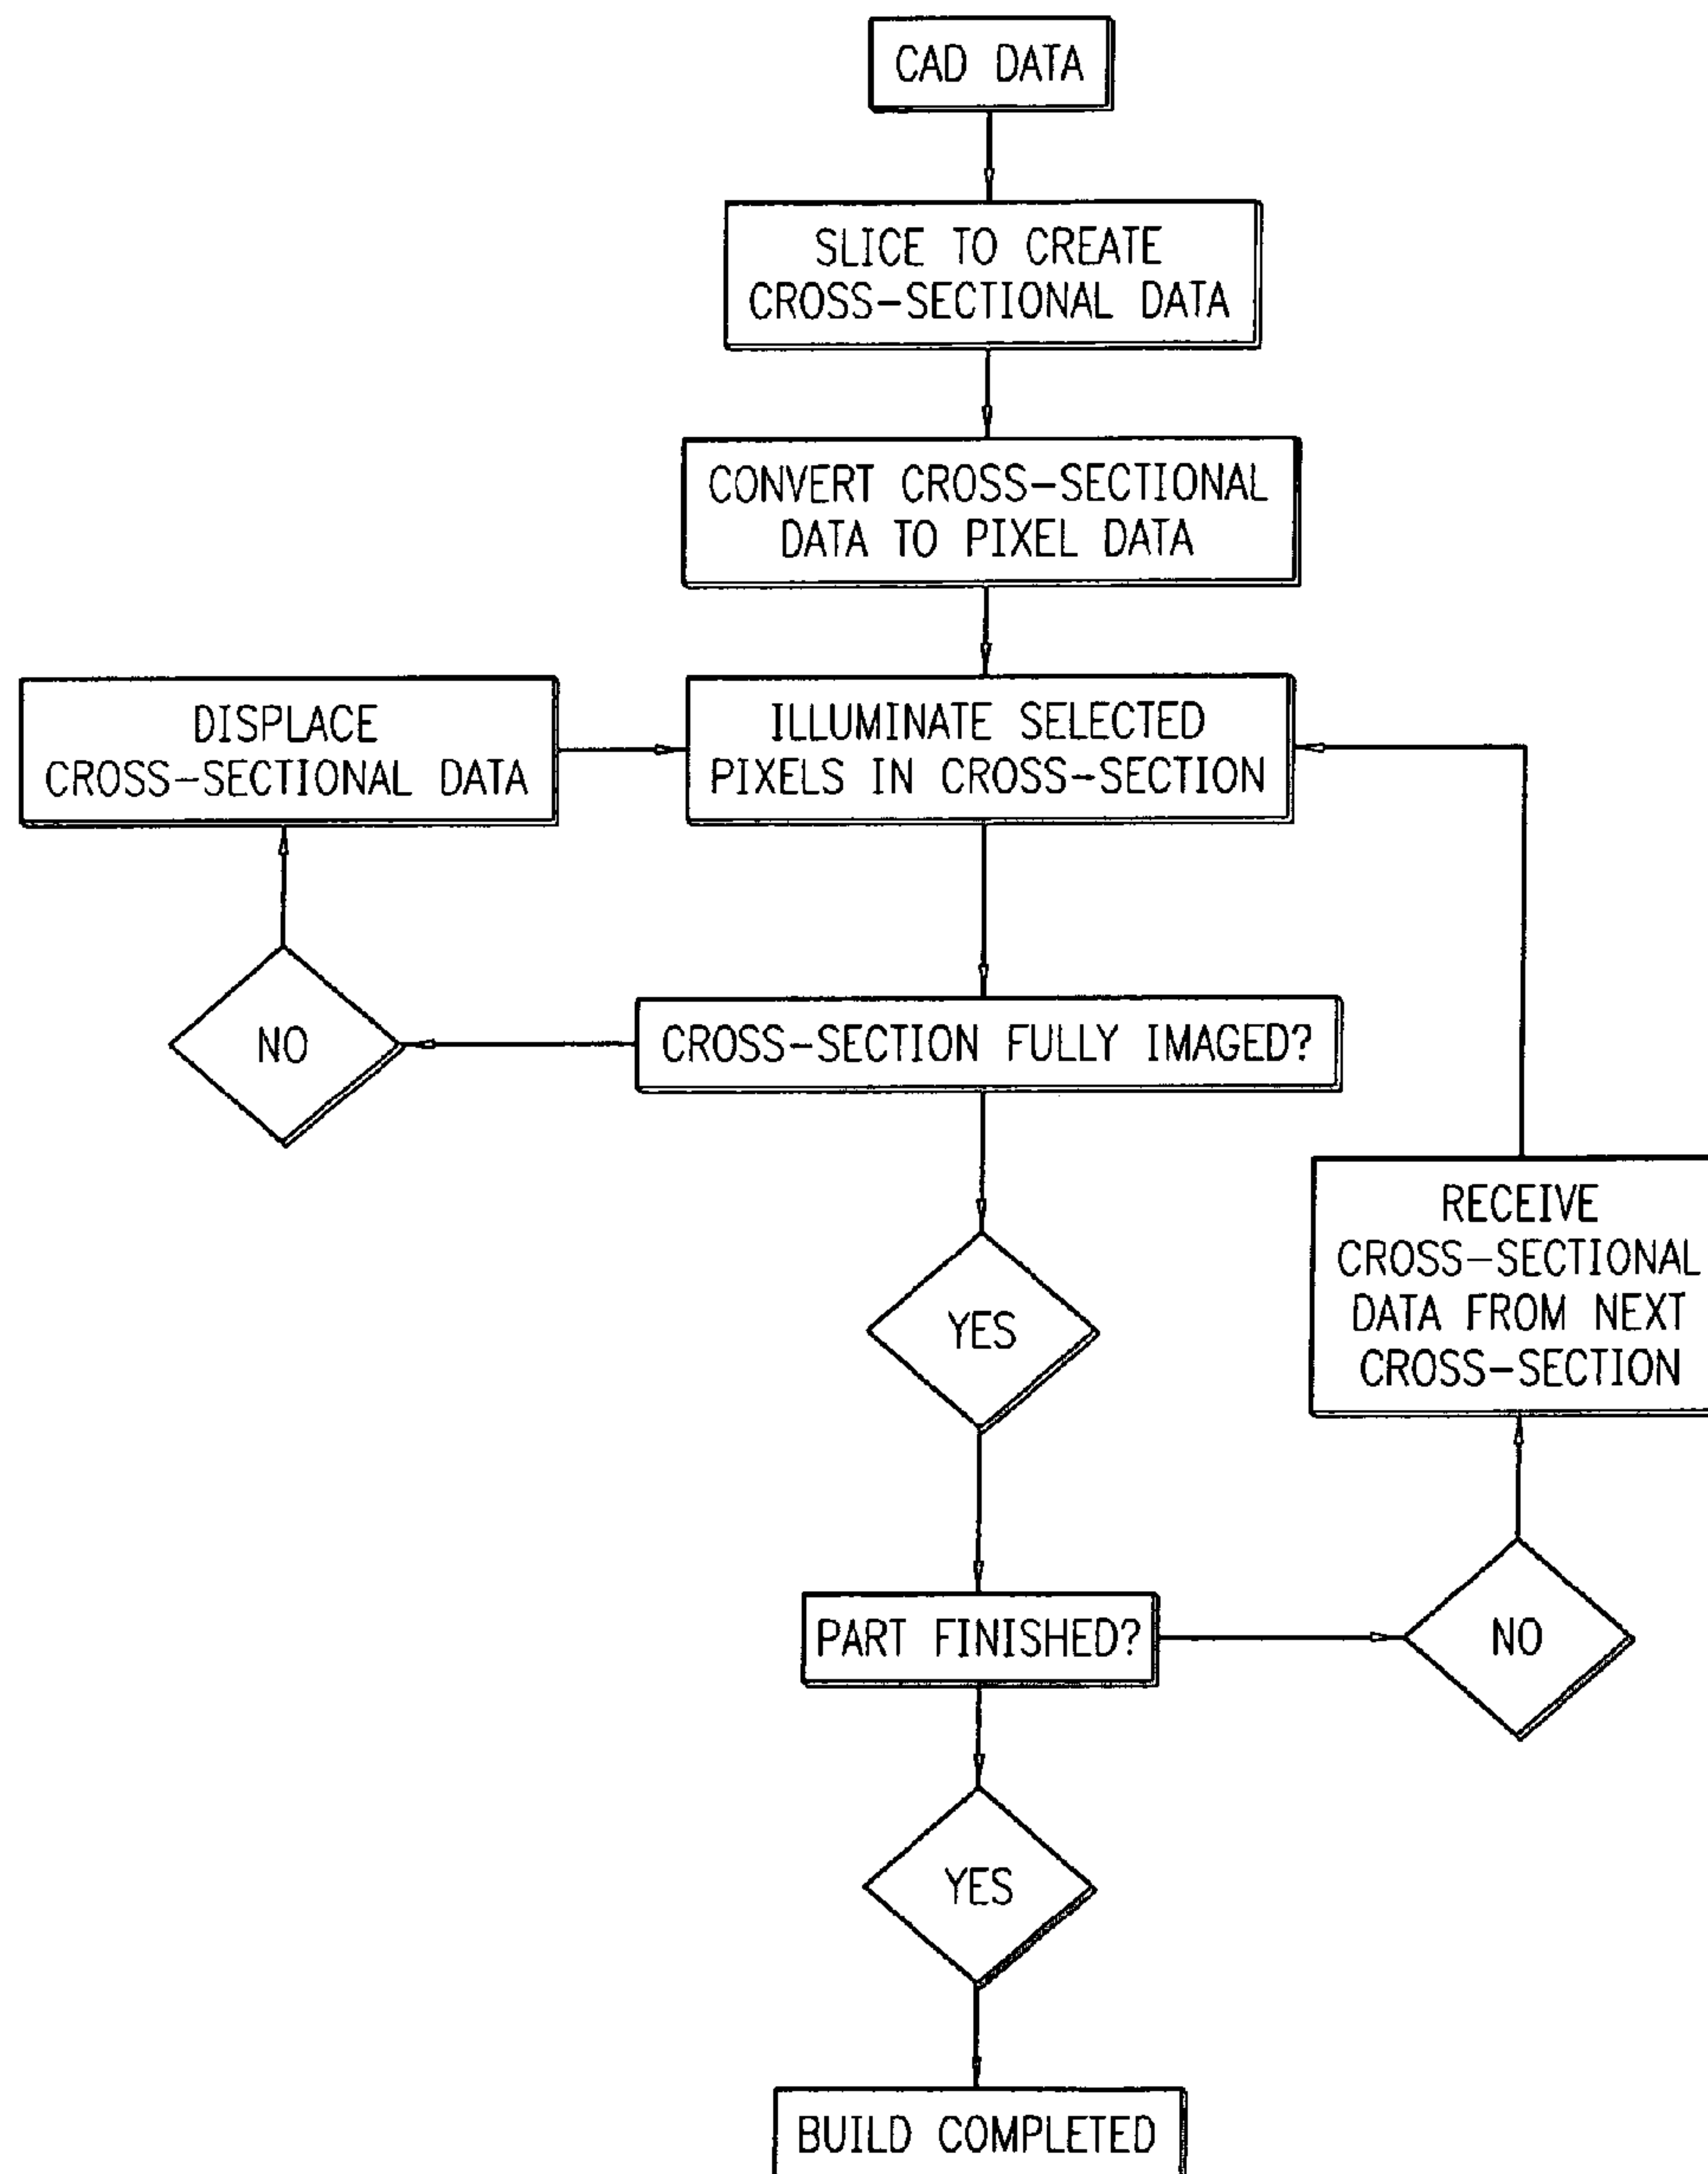 CAD DATA
SLICE TO CREATE
CROSS-SECTIONAL DATA
CONVERT CROSS-SECTIONAL
DATA TO PIXEL DATA
DISPLACE
CROSS-SECTIONAL DATA
ILLUMINATE SELECTED
PIXELS IN CROSS-SECTION
NO
CROSS-SECTION FULLY IMAGED?
YES
RECEIVE
CROSS-SECTIONAL
DATA FROM NEXT
CROSS-SECTION
PART FINISHED?
NO
YES
BUILD COMPLETED